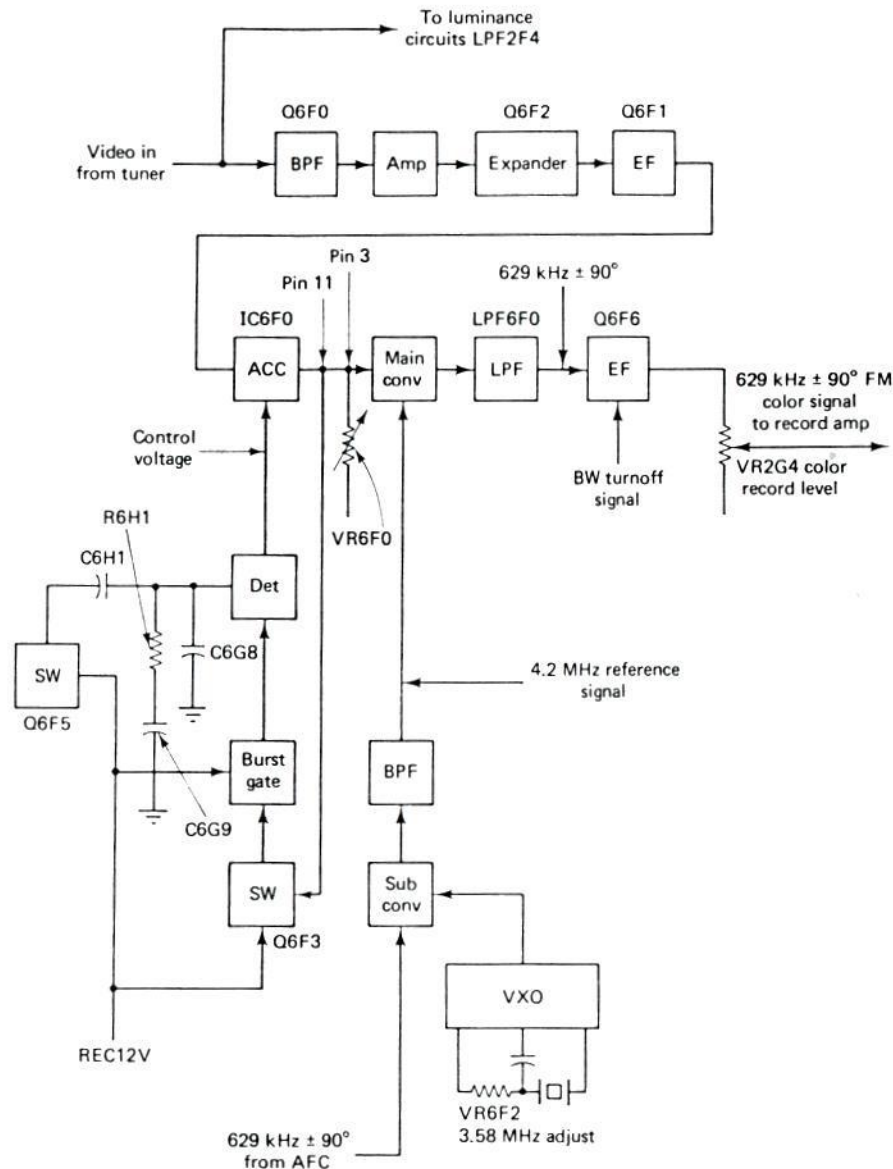 To luminance
circuits LPF2F4
Q6F0
Q6F2
Q6F1
Video in
from tuner
BPF
Amp
Expander
EF
Pin 3
Pin 11
629 kHz ± 90°
IC6F0
LPF6F0
Q6F6
ACC
Main
conv
LPF
EF
629 kHz ± 90° FM
color signal
to record amp
Control
voltage
BW turnoff
signal
VR2G4 color
record level
R6H1
VR6F0
C6H1
Det
C6G8
SW
Q6F5
4.2 MHz reference
signal
Burst
gate
BPF
C6G9
SW
Sub
conv
Q6F3
VXO
REC12V
VR6F2
3.58 MHz adjust
629 kHz ± 90°
from AFC